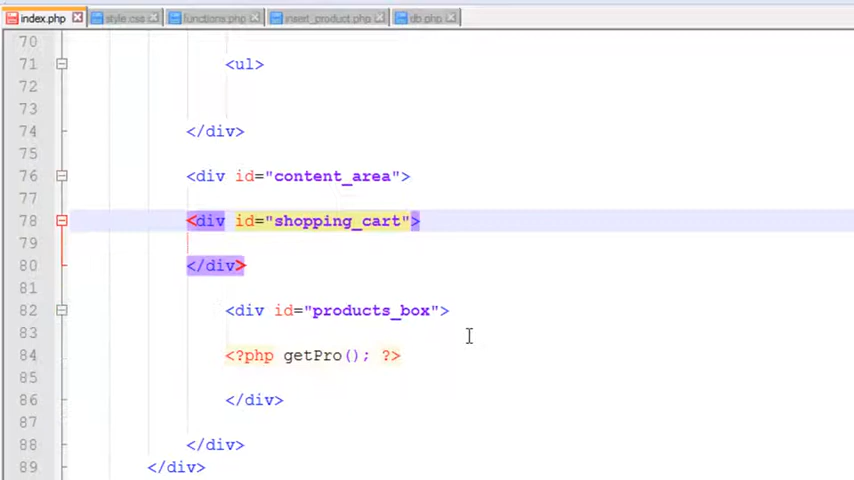 index.php style.css functions.php insert_product.php db.php
70
71 <ul>
72
73
74 </div>
75
76 <div id="content_area">
77
78 <div id="shopping_cart">
79
80 </div>
81
82 <div id="products_box">
83
84 <?php getPro(); ?>
85
86 </div>
87
88 </div>
89 </div>